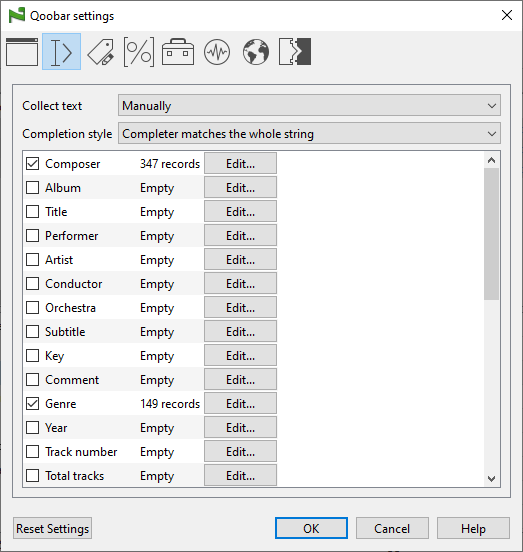 Qoobar settings
Collect text Manually
Completion style Completer matches the whole string
Composer 347 records Edit...
Album Empty Edit...
Title Empty Edit...
Performer Empty Edit...
Artist Empty Edit...
Conductor Empty Edit...
Orchestra Empty Edit...
Subtitle Empty Edit...
Key Empty Edit...
Comment Empty Edit...
Genre 149 records Edit...
Year Empty Edit...
Track number Empty Edit...
Total tracks Empty Edit...
Reset Settings OK Cancel Help